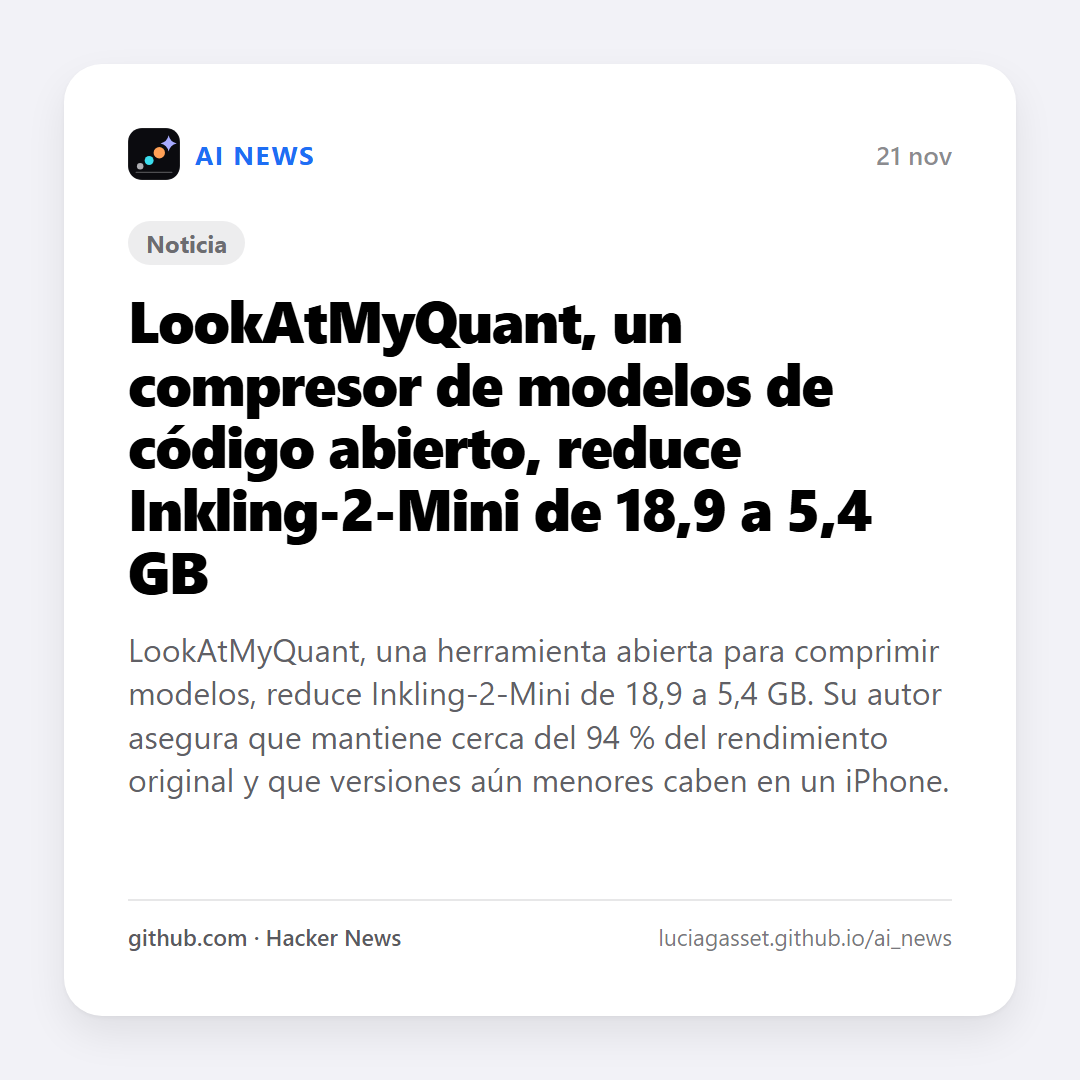 AI NEWS
21 nov
Noticia
LookAtMyQuant, un
compresor de modelos de
código abierto, reduce
Inkling-2-Mini de 18,9 a 5,4
GB
LookAtMyQuant, una herramienta abierta para comprimir
modelos, reduce Inkling-2-Mini de 18,9 a 5,4 GB. Su autor
asegura que mantiene cerca del 94 % del rendimiento
original y que versiones aún menores caben en un iPhone.
github.com · Hacker News
luciagasset.github.io/ai_news